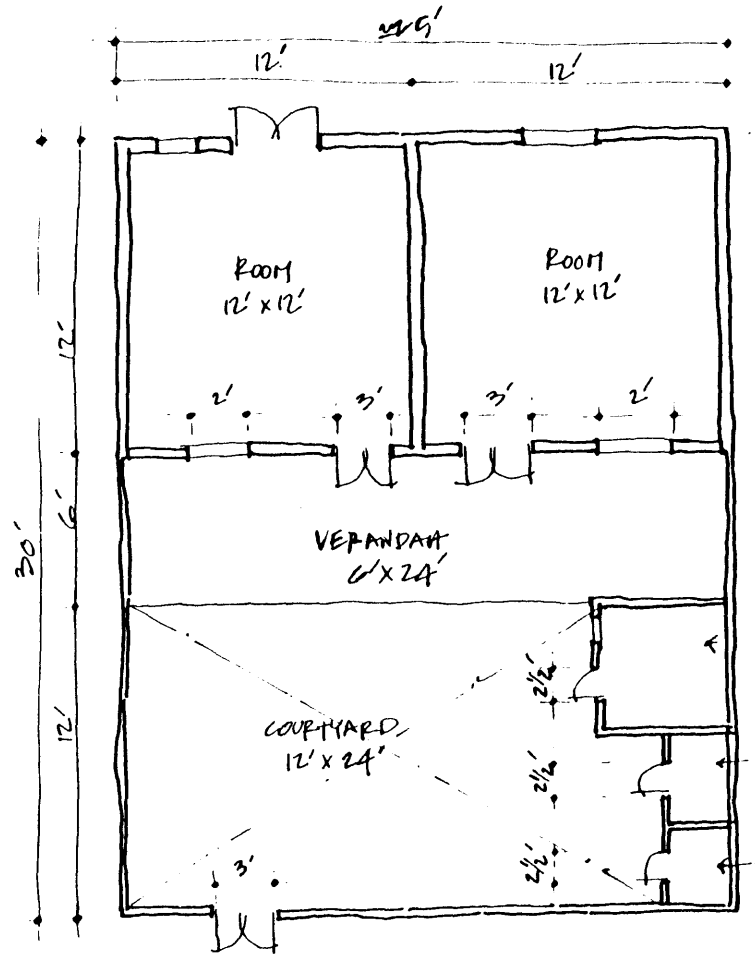 12'
12'
ROOM
12' X 12'
ROOM
12' X 12'
12'
2'
3'
3'
2'
6'
30'
VERANDAH
6' X 24'
2½'
12'
COURTYARD
12' X 24'
2½'
2½'
3'